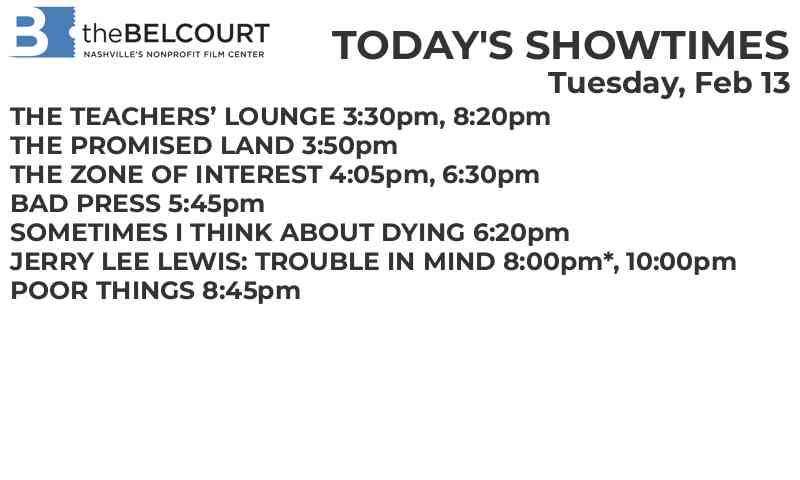 B theBELCOURT
NASHVILLE'S NONPROFIT FILM CENTER
TODAY'S SHOWTIMES
Tuesday, Feb 13
THE TEACHERS’ LOUNGE 3:30pm, 8:20pm
THE PROMISED LAND 3:50pm
THE ZONE OF INTEREST 4:05pm, 6:30pm
BAD PRESS 5:45pm
SOMETIMES I THINK ABOUT DYING 6:20pm
JERRY LEE LEWIS: TROUBLE IN MIND 8:00pm*, 10:00pm
POOR THINGS 8:45pm